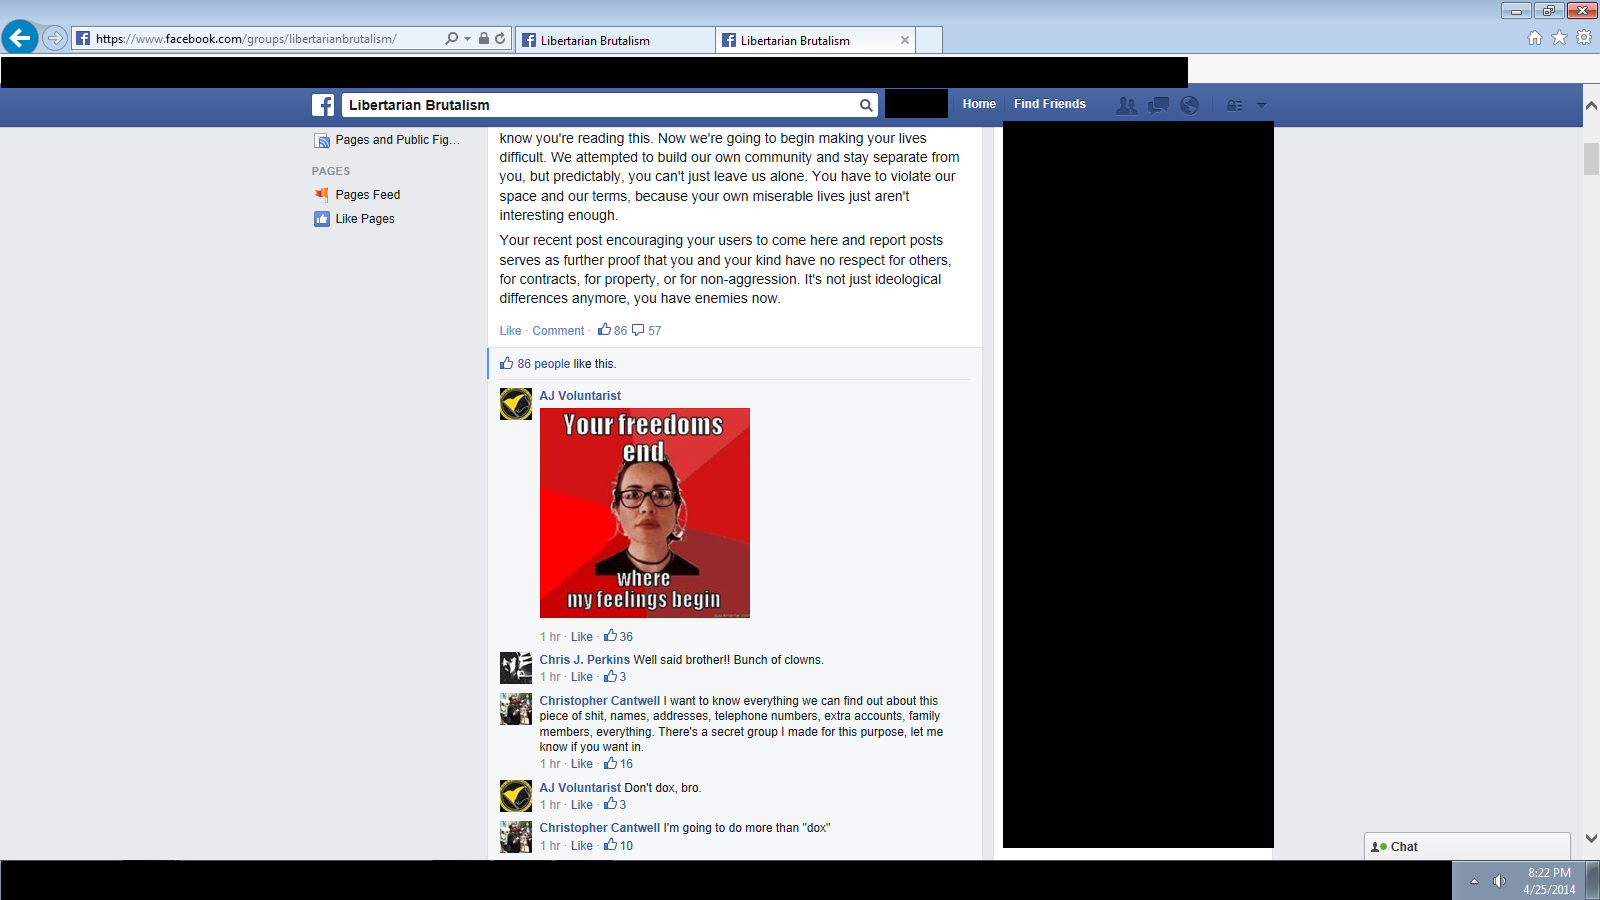 https://www.facebook.com/groups/libertarianbrutalism/
Libertarian Brutalism
Libertarian Brutalism
Libertarian Brutalism
Home
Find Friends
Pages and Public Fig...
PAGES
Pages Feed
Like Pages
know you're reading this. Now we're going to begin making your lives
difficult. We attempted to build our own community and stay separate from
you, but predictably, you can't just leave us alone. You have to violate our
space and our terms, because your own miserable lives just aren't
interesting enough.
Your recent post encouraging your users to come here and report posts
serves as further proof that you and your kind have no respect for others,
for contracts, for property, or for non-aggression. It's not just ideological
differences anymore, you have enemies now.
Like · Comment · 86 57
86 people like this.
AJ Voluntarist
Your freedoms
end
where
my feelings begin
1 hr · Like · 36
Chris J. Perkins Well said brother!! Bunch of clowns.
1 hr · Like · 3
Christopher Cantwell I want to know everything we can find out about this
piece of shit, names, addresses, telephone numbers, extra accounts, family
members, everything. There's a secret group I made for this purpose, let me
know if you want in.
1 hr · Like · 16
AJ Voluntarist Don't dox, bro.
1 hr · Like · 3
Christopher Cantwell I'm going to do more than "dox"
1 hr · Like · 10
Chat
8:22 PM
4/25/2014